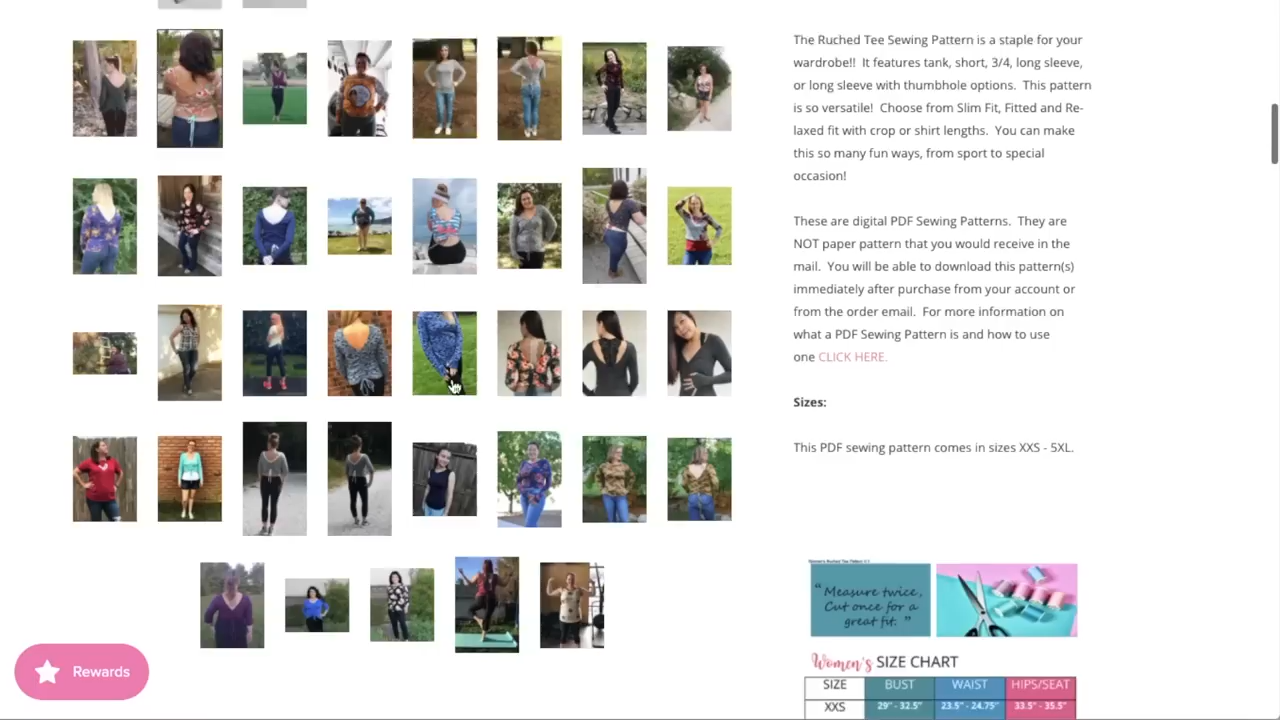 The Ruched Tee Sewing Pattern is a staple for your
wardrobe!! It features tank, short, 3/4, long sleeve,
or long sleeve with thumbhole options. This pattern
is so versatile! Choose from Slim Fit, Fitted and Re-
laxed fit with crop or shirt lengths. You can make
this so many fun ways, from sport to special
occasion!
These are digital PDF Sewing Patterns. They are
NOT paper pattern that you would receive in the
mail. You will be able to download this pattern(s)
immediately after purchase from your account or
from the order email. For more information on
what a PDF Sewing Pattern is and how to use
one CLICK HERE.
Sizes:
This PDF sewing pattern comes in sizes XXS - 5XL.
“Measure twice,
Cut once for a
great fit.”
Women's SIZE CHART
SIZE BUST WAIST HIPS/SEAT
XXS 29" - 32.5" 23.5" - 24.75" 33.5" - 35.5"
Rewards